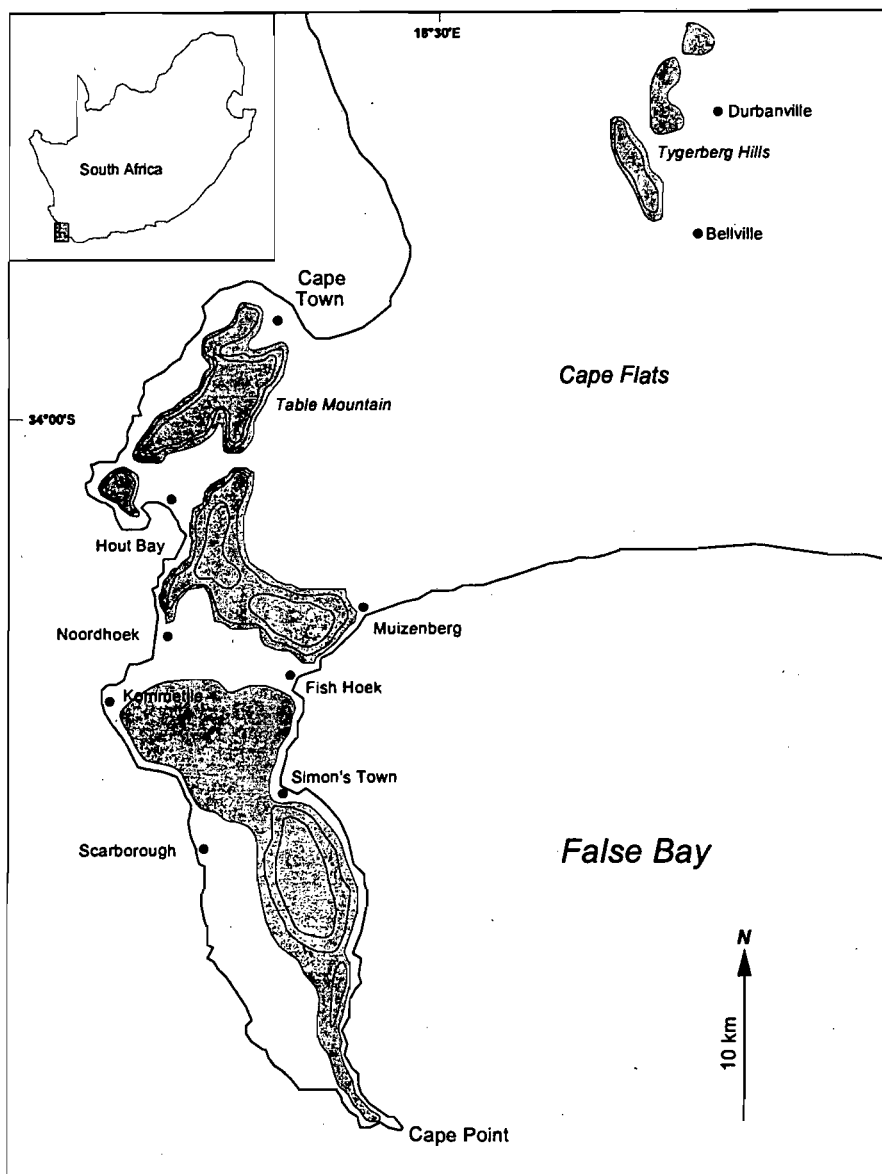 18°30'E
Durbanville
Tygerberg Hills
South Africa
Bellville
Cape
Town
Cape Flats
Table Mountain
34°00'S
Hout Bay
Muizenberg
Noordhoek
Fish Hoek
Kommetjie
Simon's Town
Scarborough
False Bay
N
10 km
Cape Point